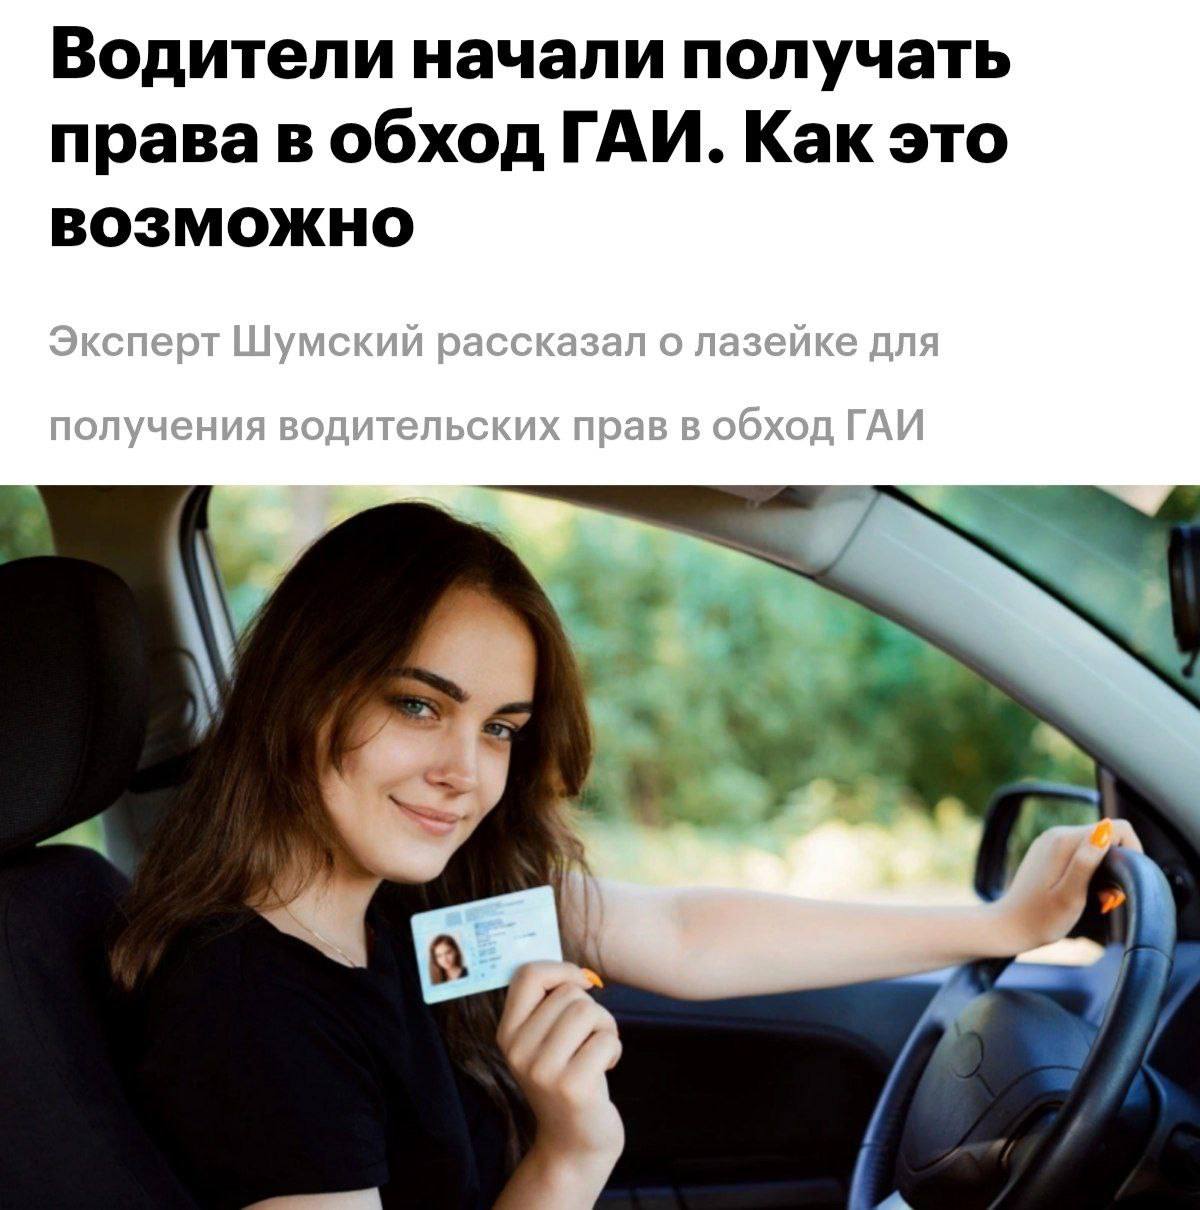 Водители начали получать
права в обход ГАИ. Как это
возможно
Эксперт Шумский рассказал о лазейке для
получения водительских прав в обход ГАИ